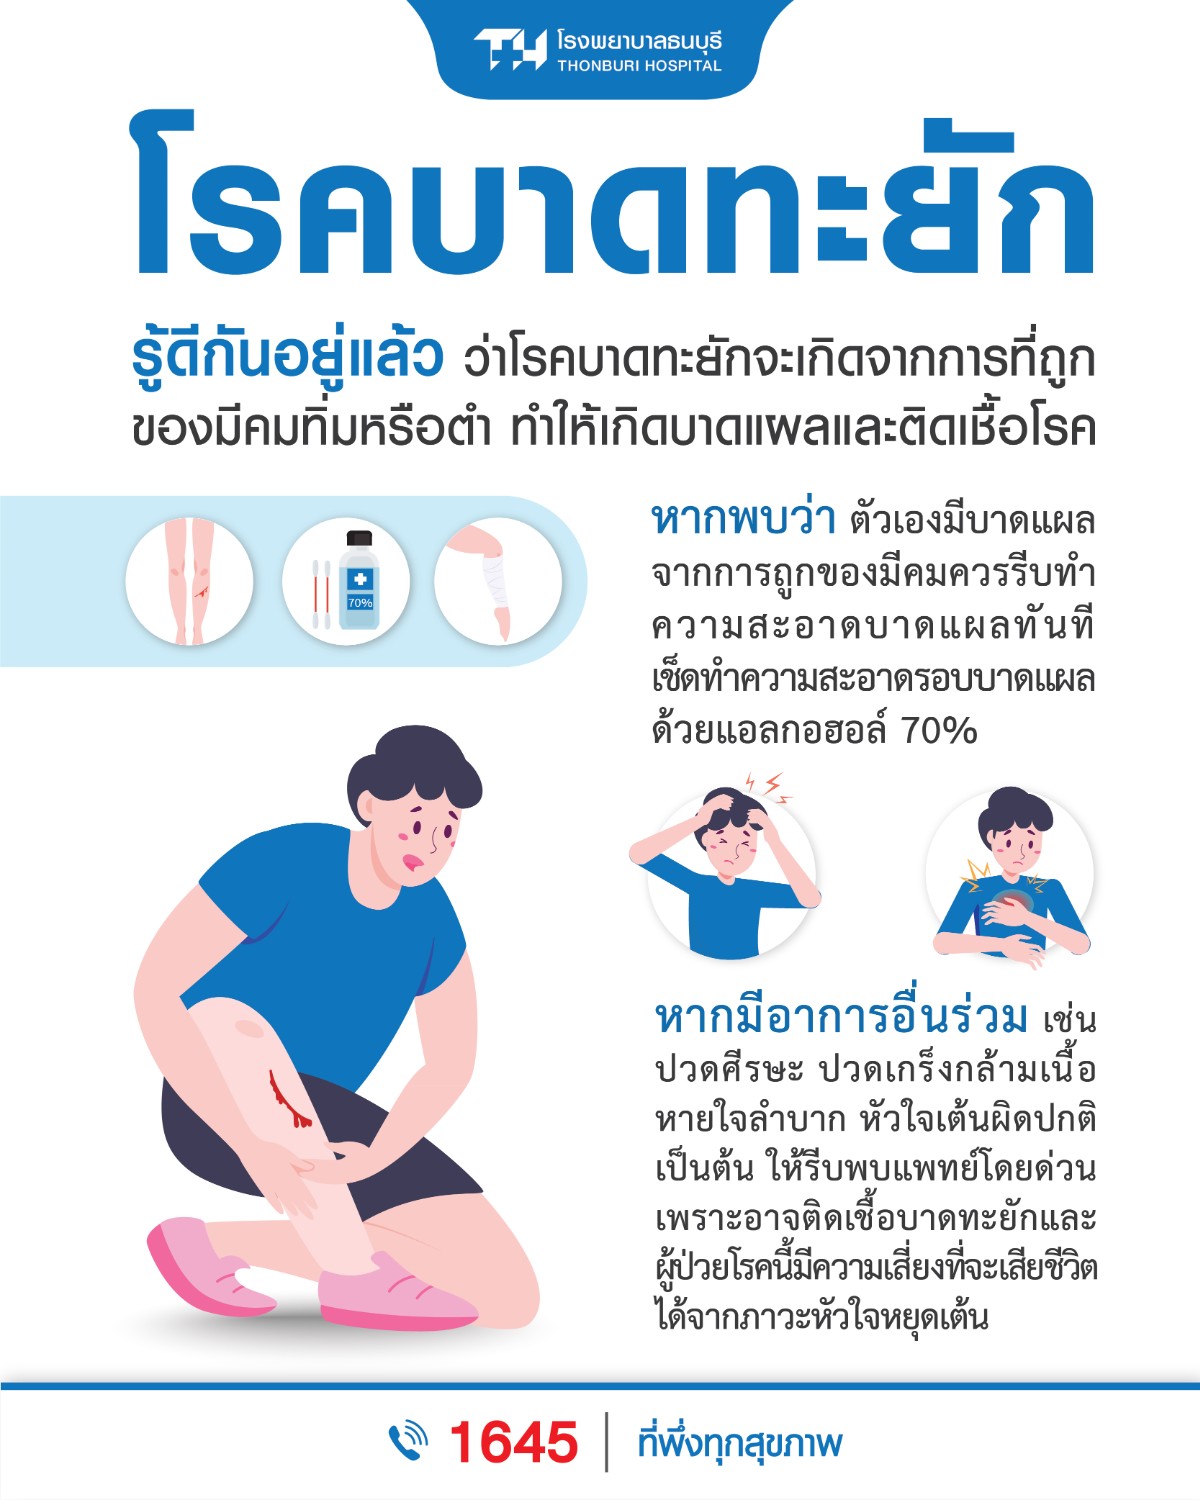 โรงพยาบาลธนบุรี
THONBURI HOSPITAL
โรคบาดทะยัก
รู้ดีกันอยู่แล้ว ว่าโรคบาดทะยักจะเกิดจากการที่ถูก
ของมีคมทิ่มหรือตำ ทำให้เกิดบาดแผลและติดเชื้อโรค
70%
หากพบว่า ตัวเองมีบาดแผล
จากการถูกของมีคมควรรีบทำ
ความสะอาดบาดแผลทันที
เช็ดทำความสะอาดรอบบาดแผล
ด้วยแอลกอฮอล์ 70%
หากมีอาการอื่นร่วม เช่น
ปวดศีรษะ ปวดเกร็งกล้ามเนื้อ
หายใจลำบาก หัวใจเต้นผิดปกติ
เป็นต้น ให้รีบพบแพทย์โดยด่วน
เพราะอาจติดเชื้อบาดทะยักและ
ผู้ป่วยโรคนี้มีความเสี่ยงที่จะเสียชีวิต
ได้จากภาวะหัวใจหยุดเต้น
1645 ที่พึ่งทุกสุขภาพ